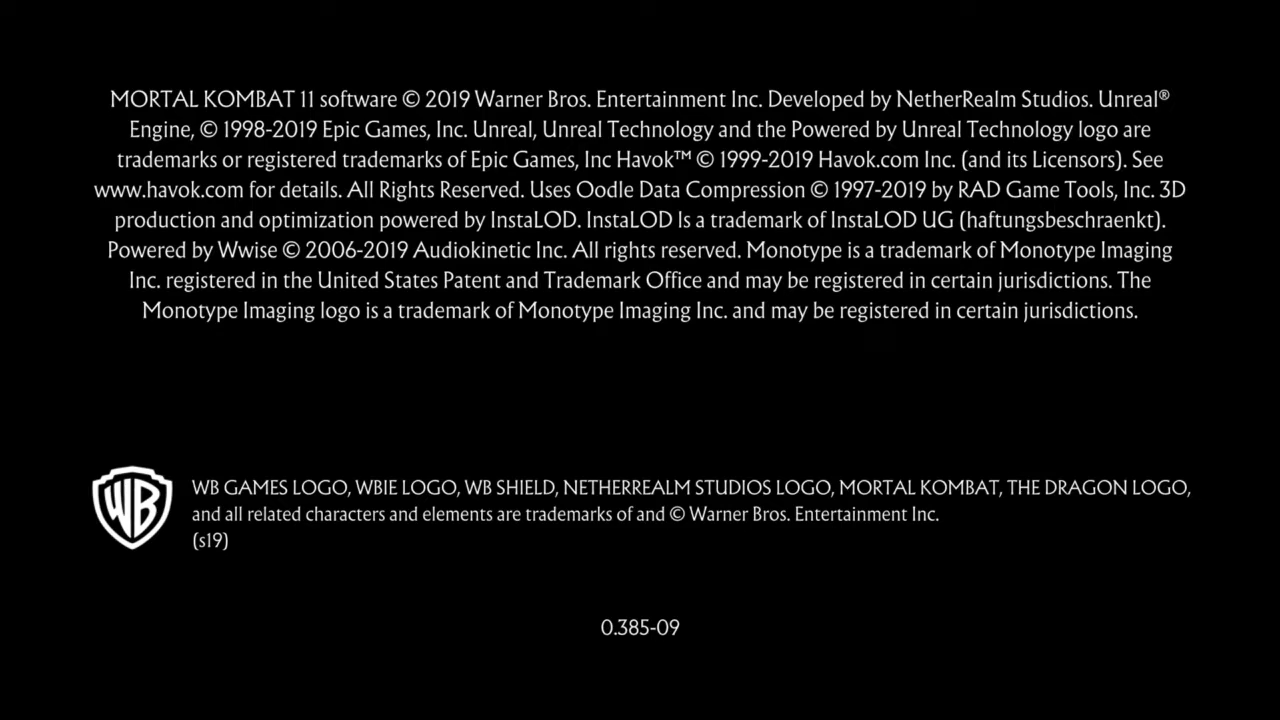 MORTAL KOMBAT 11 software © 2019 Warner Bros. Entertainment Inc. Developed by NetherRealm Studios. Unreal®
Engine, © 1998-2019 Epic Games, Inc. Unreal, Unreal Technology and the Powered by Unreal Technology logo are
trademarks or registered trademarks of Epic Games, Inc Havok™ © 1999-2019 Havok.com Inc. (and its Licensors). See
www.havok.com for details. All Rights Reserved. Uses Oodle Data Compression © 1997-2019 by RAD Game Tools, Inc. 3D
production and optimization powered by InstaLOD. InstaLOD Is a trademark of InstaLOD UG (haftungsbeschraenkt).
Powered by Wwise © 2006-2019 Audiokinetic Inc. All rights reserved. Monotype is a trademark of Monotype Imaging
Inc. registered in the United States Patent and Trademark Office and may be registered in certain jurisdictions. The
Monotype Imaging logo is a trademark of Monotype Imaging Inc. and may be registered in certain jurisdictions.
WB
WB GAMES LOGO, WBIE LOGO, WB SHIELD, NETHERREALM STUDIOS LOGO, MORTAL KOMBAT, THE DRAGON LOGO,
and all related characters and elements are trademarks of and © Warner Bros. Entertainment Inc.
(s19)
0.385-09